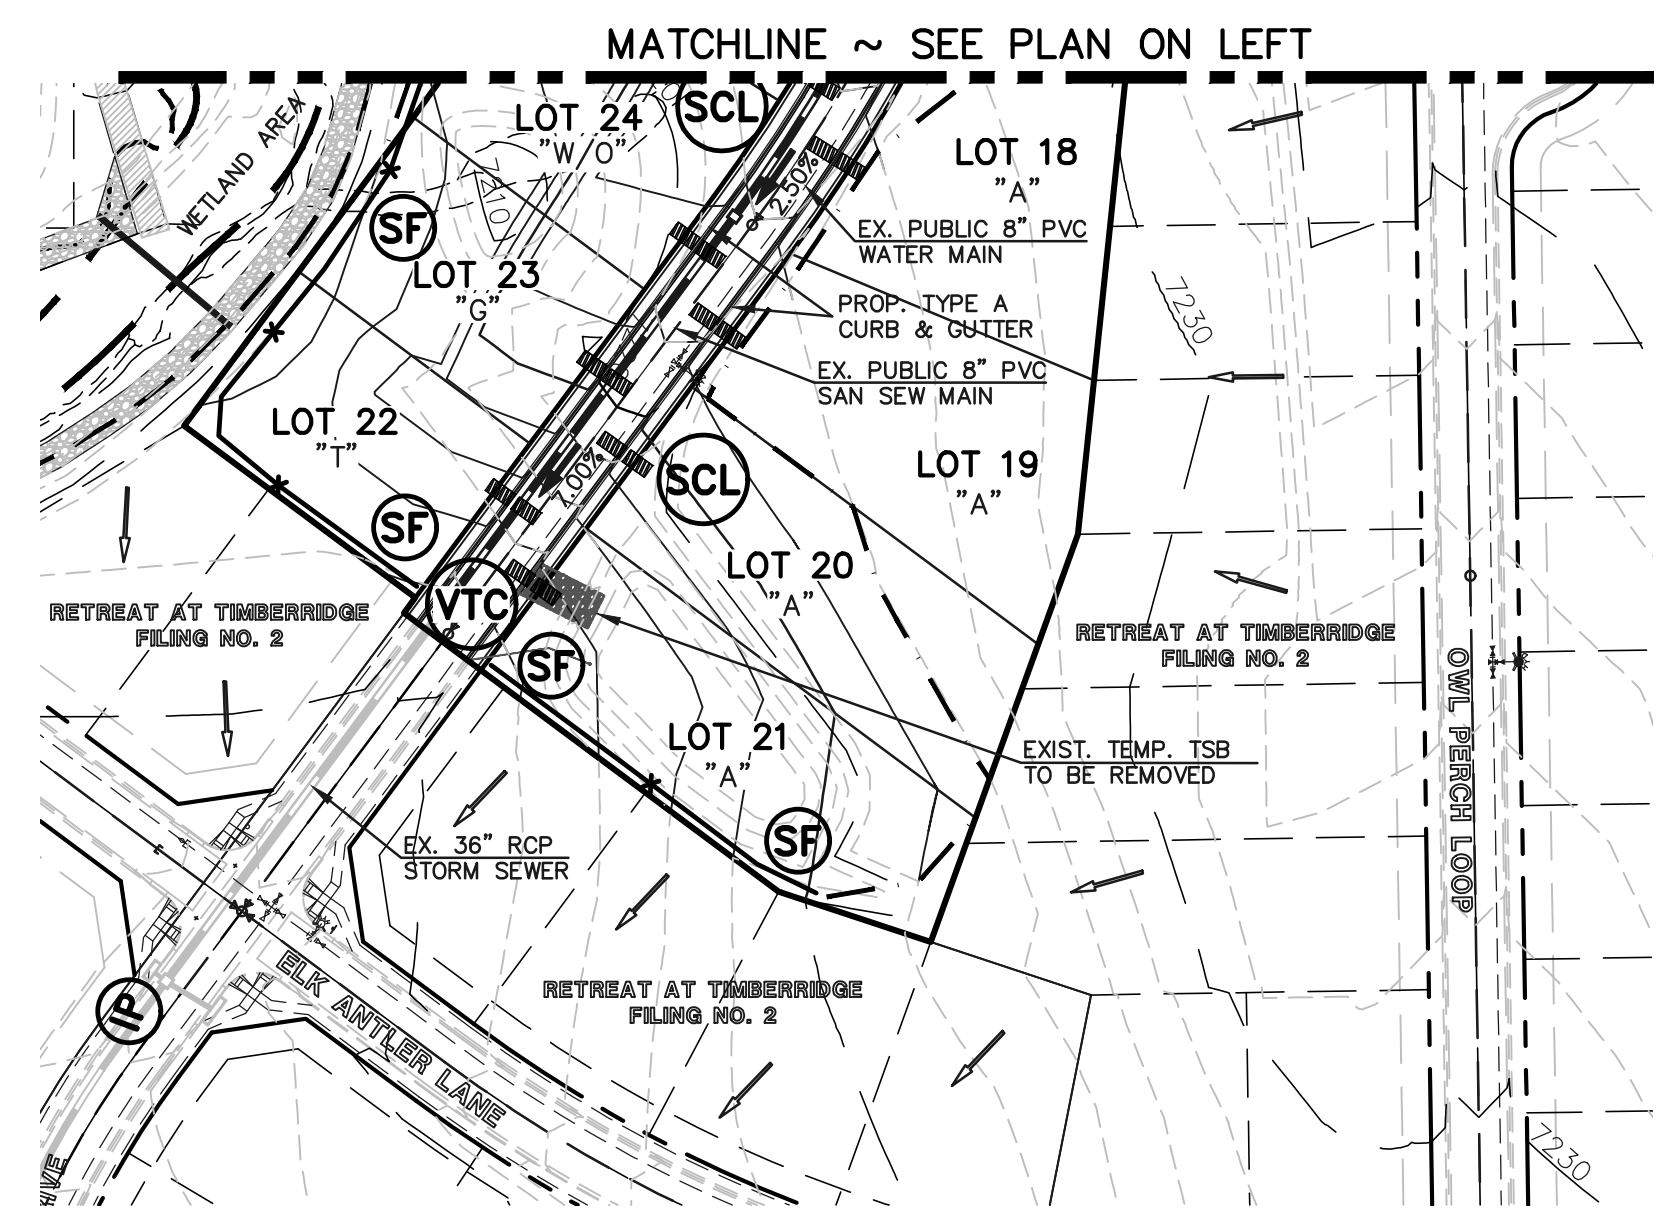 MATCHLINE ~ SEE PLAN ON LEFT
WETLAND AREA
LOT 24
"W/O"
SCL
LOT 18
"A"
7210
2.50%
SF
EX. PUBLIC 8" PVC
WATER MAIN
LOT 23
"G"
PROP. TYPE A
CURB & GUTTER
7230
EX. PUBLIC 8" PVC
SAN SEW MAIN
LOT 22
"T"
7.00%
SCL
LOT 19
"A"
SF
LOT 20
"A"
VTC
RETREAT AT TIMBERRIDGE
FILING NO. 2
SF
RETREAT AT TIMBERRIDGE
FILING NO. 2
OWL PERCH LOOP
LOT 21
"A"
EXIST. TEMP. TSB
TO BE REMOVED
EX. 36" RCP
STORM SEWER
SF
ELK ANTLER LANE
RETREAT AT TIMBERRIDGE
FILING NO. 2
IP
7230